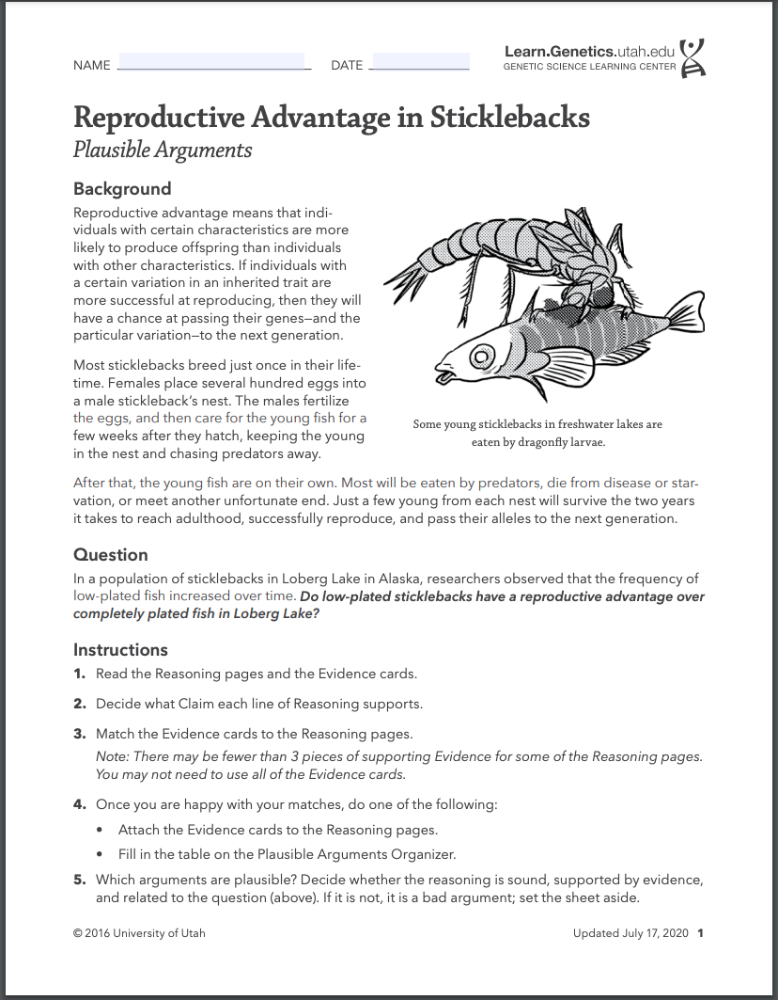 NAME DATE Learn.Genetics.utah.edu
GENETIC SCIENCE LEARNING CENTER
Reproductive Advantage in Sticklebacks
Plausible Arguments
Background
Reproductive advantage means that indi-
viduals with certain characteristics are more
likely to produce offspring than individuals
with other characteristics. If individuals with
a certain variation in an inherited trait are
more successful at reproducing, then they will
have a chance at passing their genes—and the
particular variation—to the next generation.
Most sticklebacks breed just once in their life-
time. Females place several hundred eggs into
a male stickleback's nest. The males fertilize
the eggs, and then care for the young fish for a
few weeks after they hatch, keeping the young
in the nest and chasing predators away.
Some young sticklebacks in freshwater lakes are
eaten by dragonfly larvae.
After that, the young fish are on their own. Most will be eaten by predators, die from disease or star-
vation, or meet another unfortunate end. Just a few young from each nest will survive the two years
it takes to reach adulthood, successfully reproduce, and pass their alleles to the next generation.
Question
In a population of sticklebacks in Loberg Lake in Alaska, researchers observed that the frequency of
low-plated fish increased over time. Do low-plated sticklebacks have a reproductive advantage over
completely plated fish in Loberg Lake?
Instructions
1. Read the Reasoning pages and the Evidence cards.
2. Decide what Claim each line of Reasoning supports.
3. Match the Evidence cards to the Reasoning pages.
Note: There may be fewer than 3 pieces of supporting Evidence for some of the Reasoning pages.
You may not need to use all of the Evidence cards.
4. Once you are happy with your matches, do one of the following:
• Attach the Evidence cards to the Reasoning pages.
• Fill in the table on the Plausible Arguments Organizer.
5. Which arguments are plausible? Decide whether the reasoning is sound, supported by evidence,
and related to the question (above). If it is not, it is a bad argument; set the sheet aside.
© 2016 University of Utah Updated July 17, 2020 1